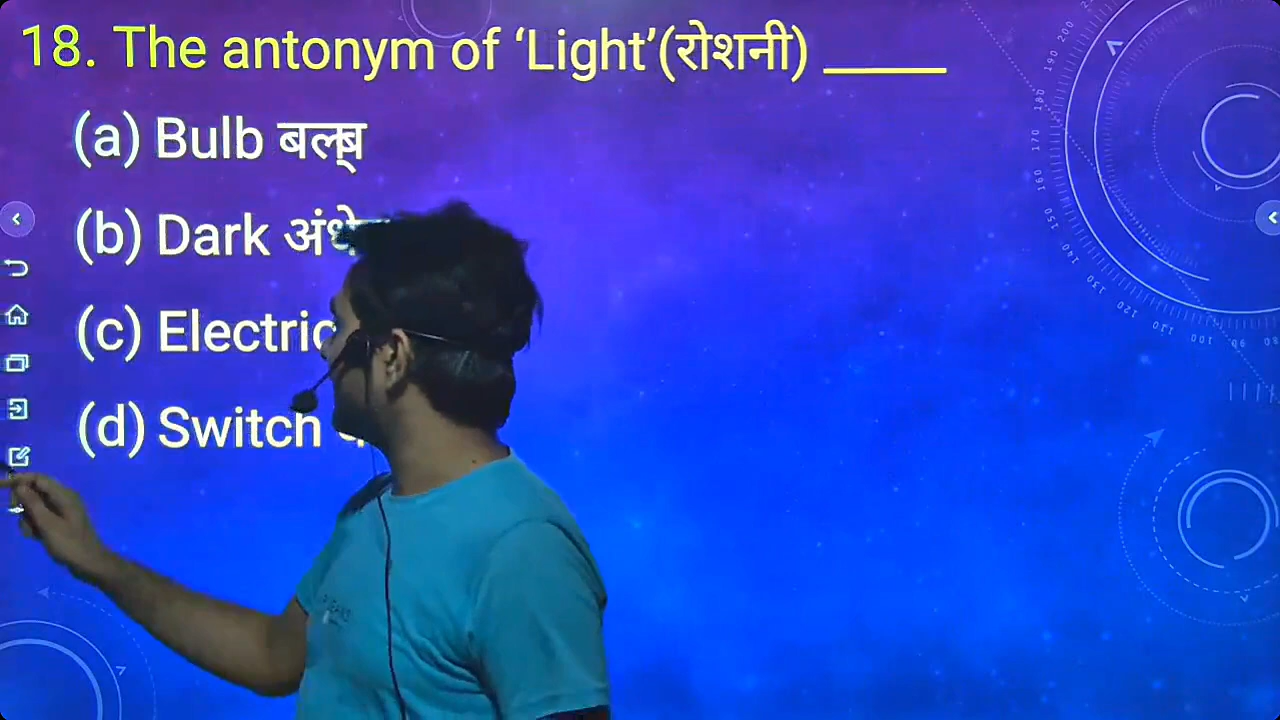 18. The antonym of ‘Light’(रोशनी) _____
(a) Bulb बल्ब्
(b) Dark
(c) Electric
(d) Switch